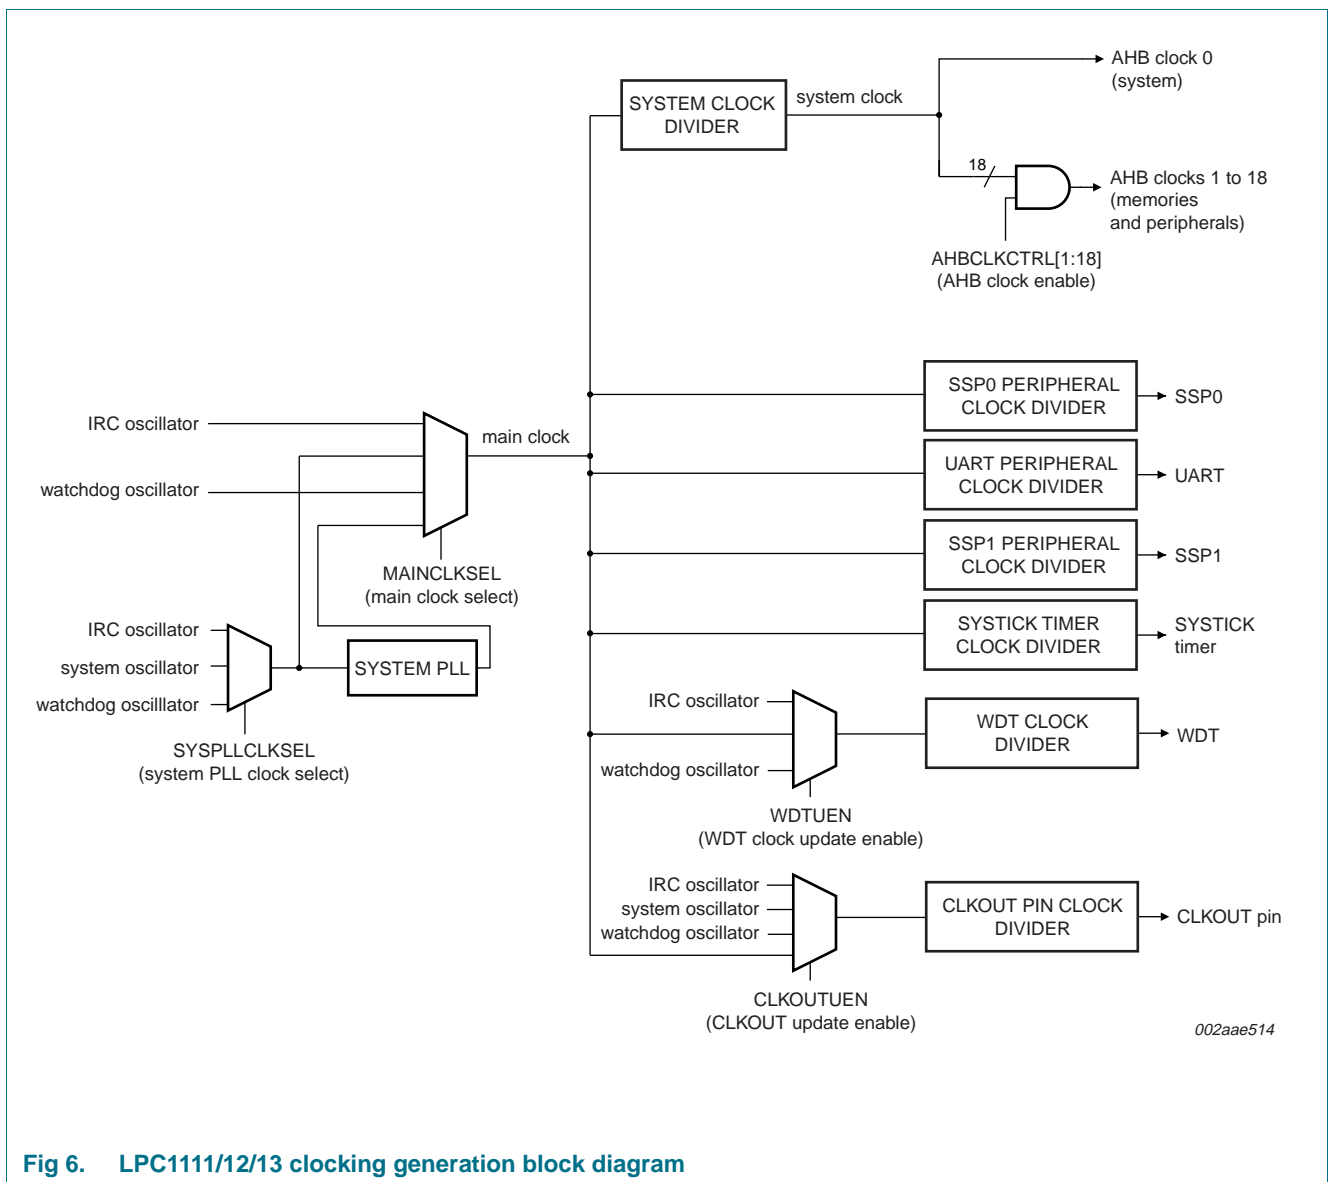 AHB clock 0
(system)
SYSTEM CLOCK
DIVIDER
system clock
18
AHB clocks 1 to 18
(memories
and peripherals)
AHBCLKCTRL[1:18]
(AHB clock enable)
IRC oscillator
watchdog oscillator
main clock
MAINCLKSEL
(main clock select)
SSP0 PERIPHERAL
CLOCK DIVIDER
SSP0
UART PERIPHERAL
CLOCK DIVIDER
UART
SSP1 PERIPHERAL
CLOCK DIVIDER
SSP1
SYSTICK TIMER
CLOCK DIVIDER
SYSTICK
timer
IRC oscillator
system oscillator
watchdog oscilllator
SYSTEM PLL
SYSPLLCLKSEL
(system PLL clock select)
IRC oscillator
watchdog oscillator
WDT CLOCK
DIVIDER
WDT
WDTUEN
(WDT clock update enable)
IRC oscillator
system oscillator
watchdog oscillator
CLKOUT PIN CLOCK
DIVIDER
CLKOUT pin
CLKOUTUEN
(CLKOUT update enable)
002aae514
Fig 6. LPC1111/12/13 clocking generation block diagram